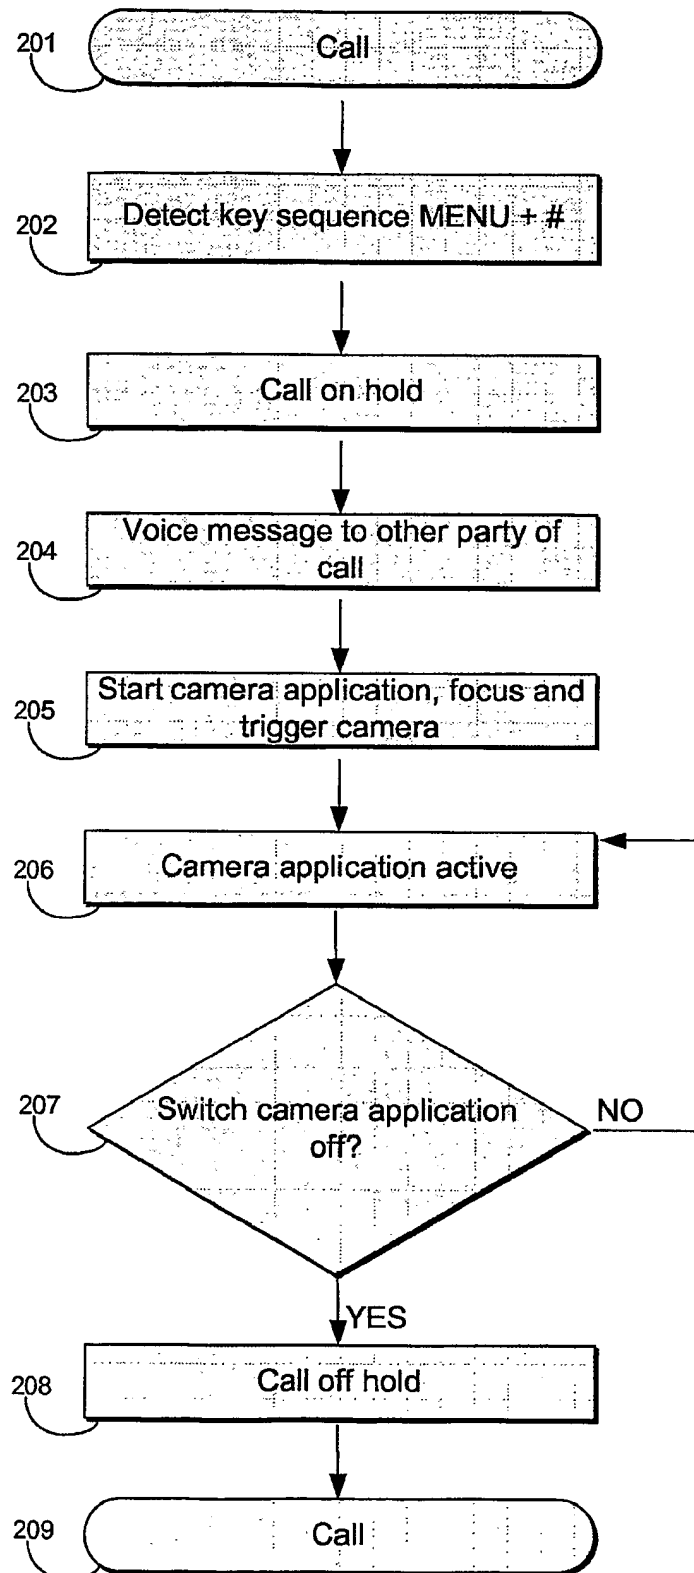 201
Call
202
Detect key sequence MENU + #
203
Call on hold
204
Voice message to other party of
call
205
Start camera application, focus and
trigger camera
206
Camera application active
207
Switch camera application
off?
NO
YES
208
Call off hold
209
Call